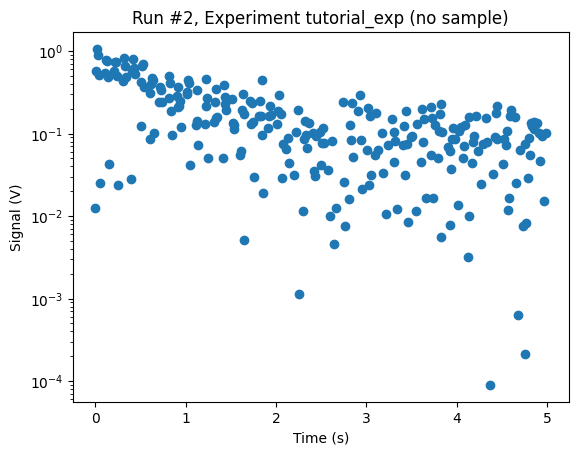 Run #2, Experiment tutorial_exp (no sample)
10⁰
10⁻¹
10⁻²
10⁻³
10⁻⁴
Signal (V)
0 1 2 3 4 5
Time (s)